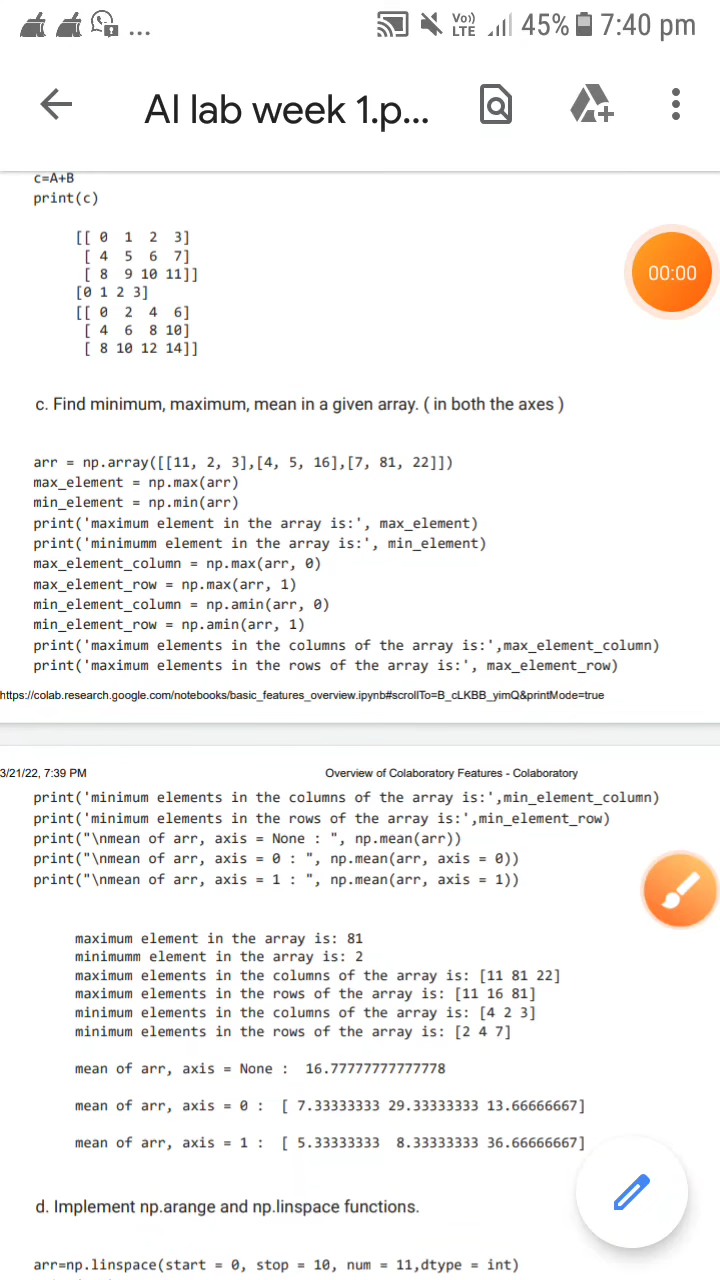 Vo))
LTE
45% 7:40 pm
AI lab week 1.p...
c=A+B
print(c)
[[ 0 1 2 3]
[ 4 5 6 7]
[ 8 9 10 11]]
[0 1 2 3]
[[ 0 2 4 6]
[ 4 6 8 10]
[ 8 10 12 14]]
00:00
c. Find minimum, maximum, mean in a given array. ( in both the axes )
arr = np.array([[11, 2, 3],[4, 5, 16],[7, 81, 22]])
max_element = np.max(arr)
min_element = np.min(arr)
print('maximum element in the array is:', max_element)
print('minimumm element in the array is:', min_element)
max_element_column = np.max(arr, 0)
max_element_row = np.max(arr, 1)
min_element_column = np.amin(arr, 0)
min_element_row = np.amin(arr, 1)
print('maximum elements in the columns of the array is:',max_element_column)
print('maximum elements in the rows of the array is:', max_element_row)
https://colab.research.google.com/notebooks/basic_features_overview.ipynb#scrollTo=B_cLKBB_yimQ&printMode=true
3/21/22, 7:39 PM Overview of Colaboratory Features - Colaboratory
print('minimum elements in the columns of the array is:',min_element_column)
print('minimum elements in the rows of the array is:',min_element_row)
print("\nmean of arr, axis = None : ", np.mean(arr))
print("\nmean of arr, axis = 0 : ", np.mean(arr, axis = 0))
print("\nmean of arr, axis = 1 : ", np.mean(arr, axis = 1))
maximum element in the array is: 81
minimumm element in the array is: 2
maximum elements in the columns of the array is: [11 81 22]
maximum elements in the rows of the array is: [11 16 81]
minimum elements in the columns of the array is: [4 2 3]
minimum elements in the rows of the array is: [2 4 7]
mean of arr, axis = None : 16.77777777777778
mean of arr, axis = 0 : [ 7.33333333 29.33333333 13.66666667]
mean of arr, axis = 1 : [ 5.33333333 8.33333333 36.66666667]
d. Implement np.arange and np.linspace functions.
arr=np.linspace(start = 0, stop = 10, num = 11,dtype = int)